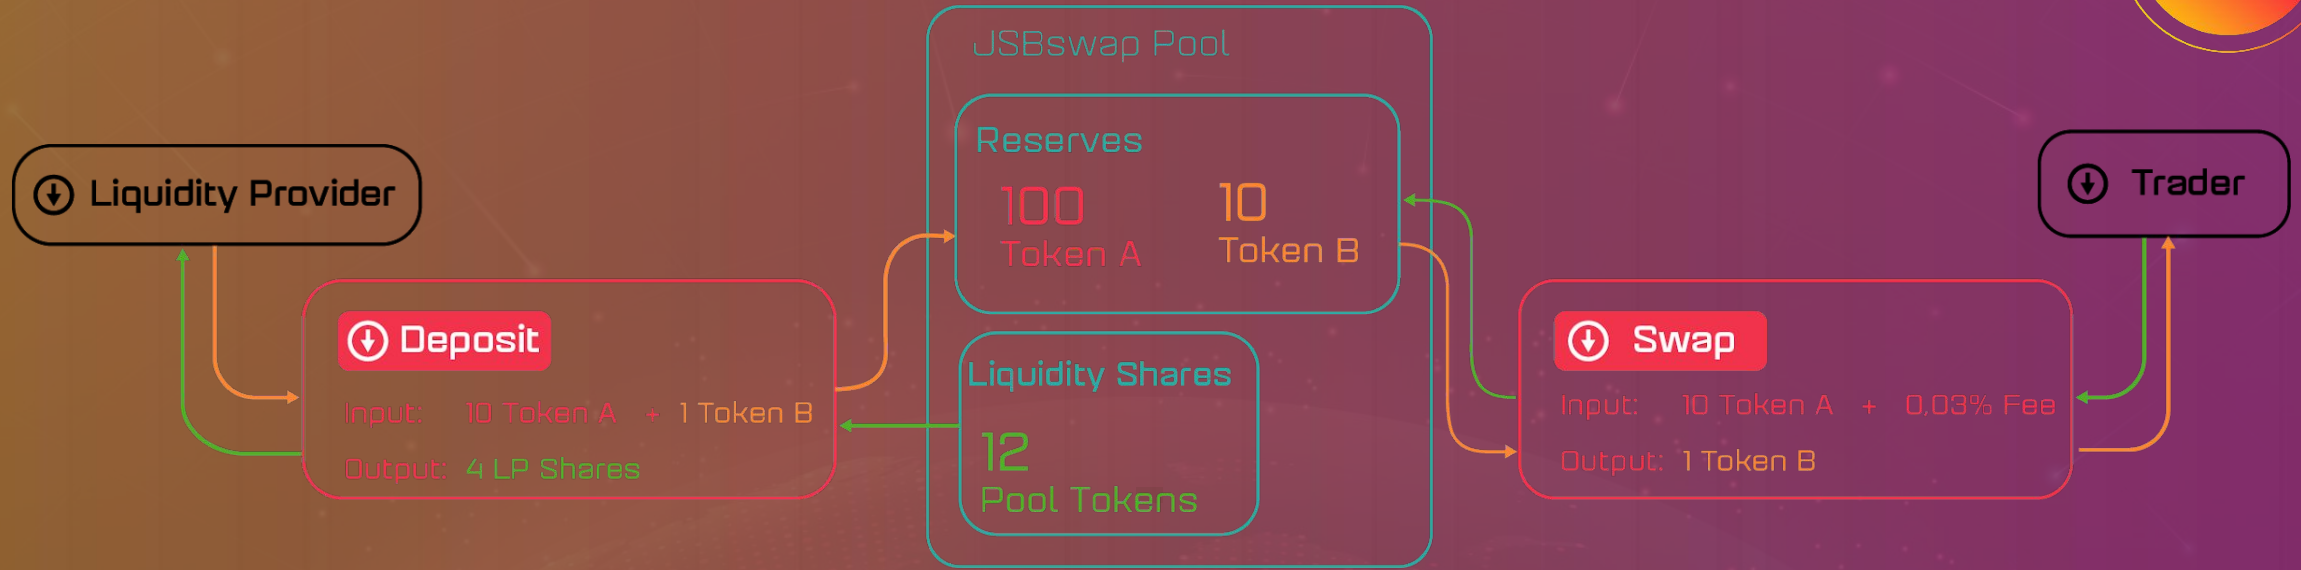 JSBswap Pool
Liquidity Provider
Deposit
Input: 10 Token A + 1 Token B
Output: 4 LP Shares
Reserves
100
Token A
10
Token B
Liquidity Shares
12
Pool Tokens
Trader
Swap
Input: 10 Token A + 0,03% Fee
Output: 1 Token B